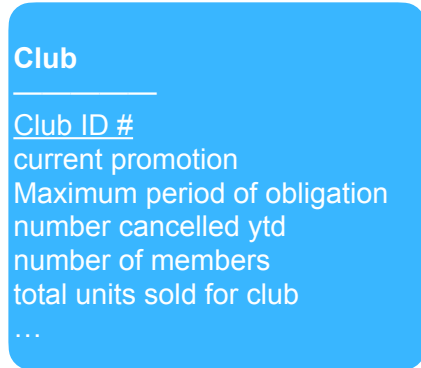 Club
Club ID #
current promotion
Maximum period of obligation
number cancelled ytd
number of members
total units sold for club
…